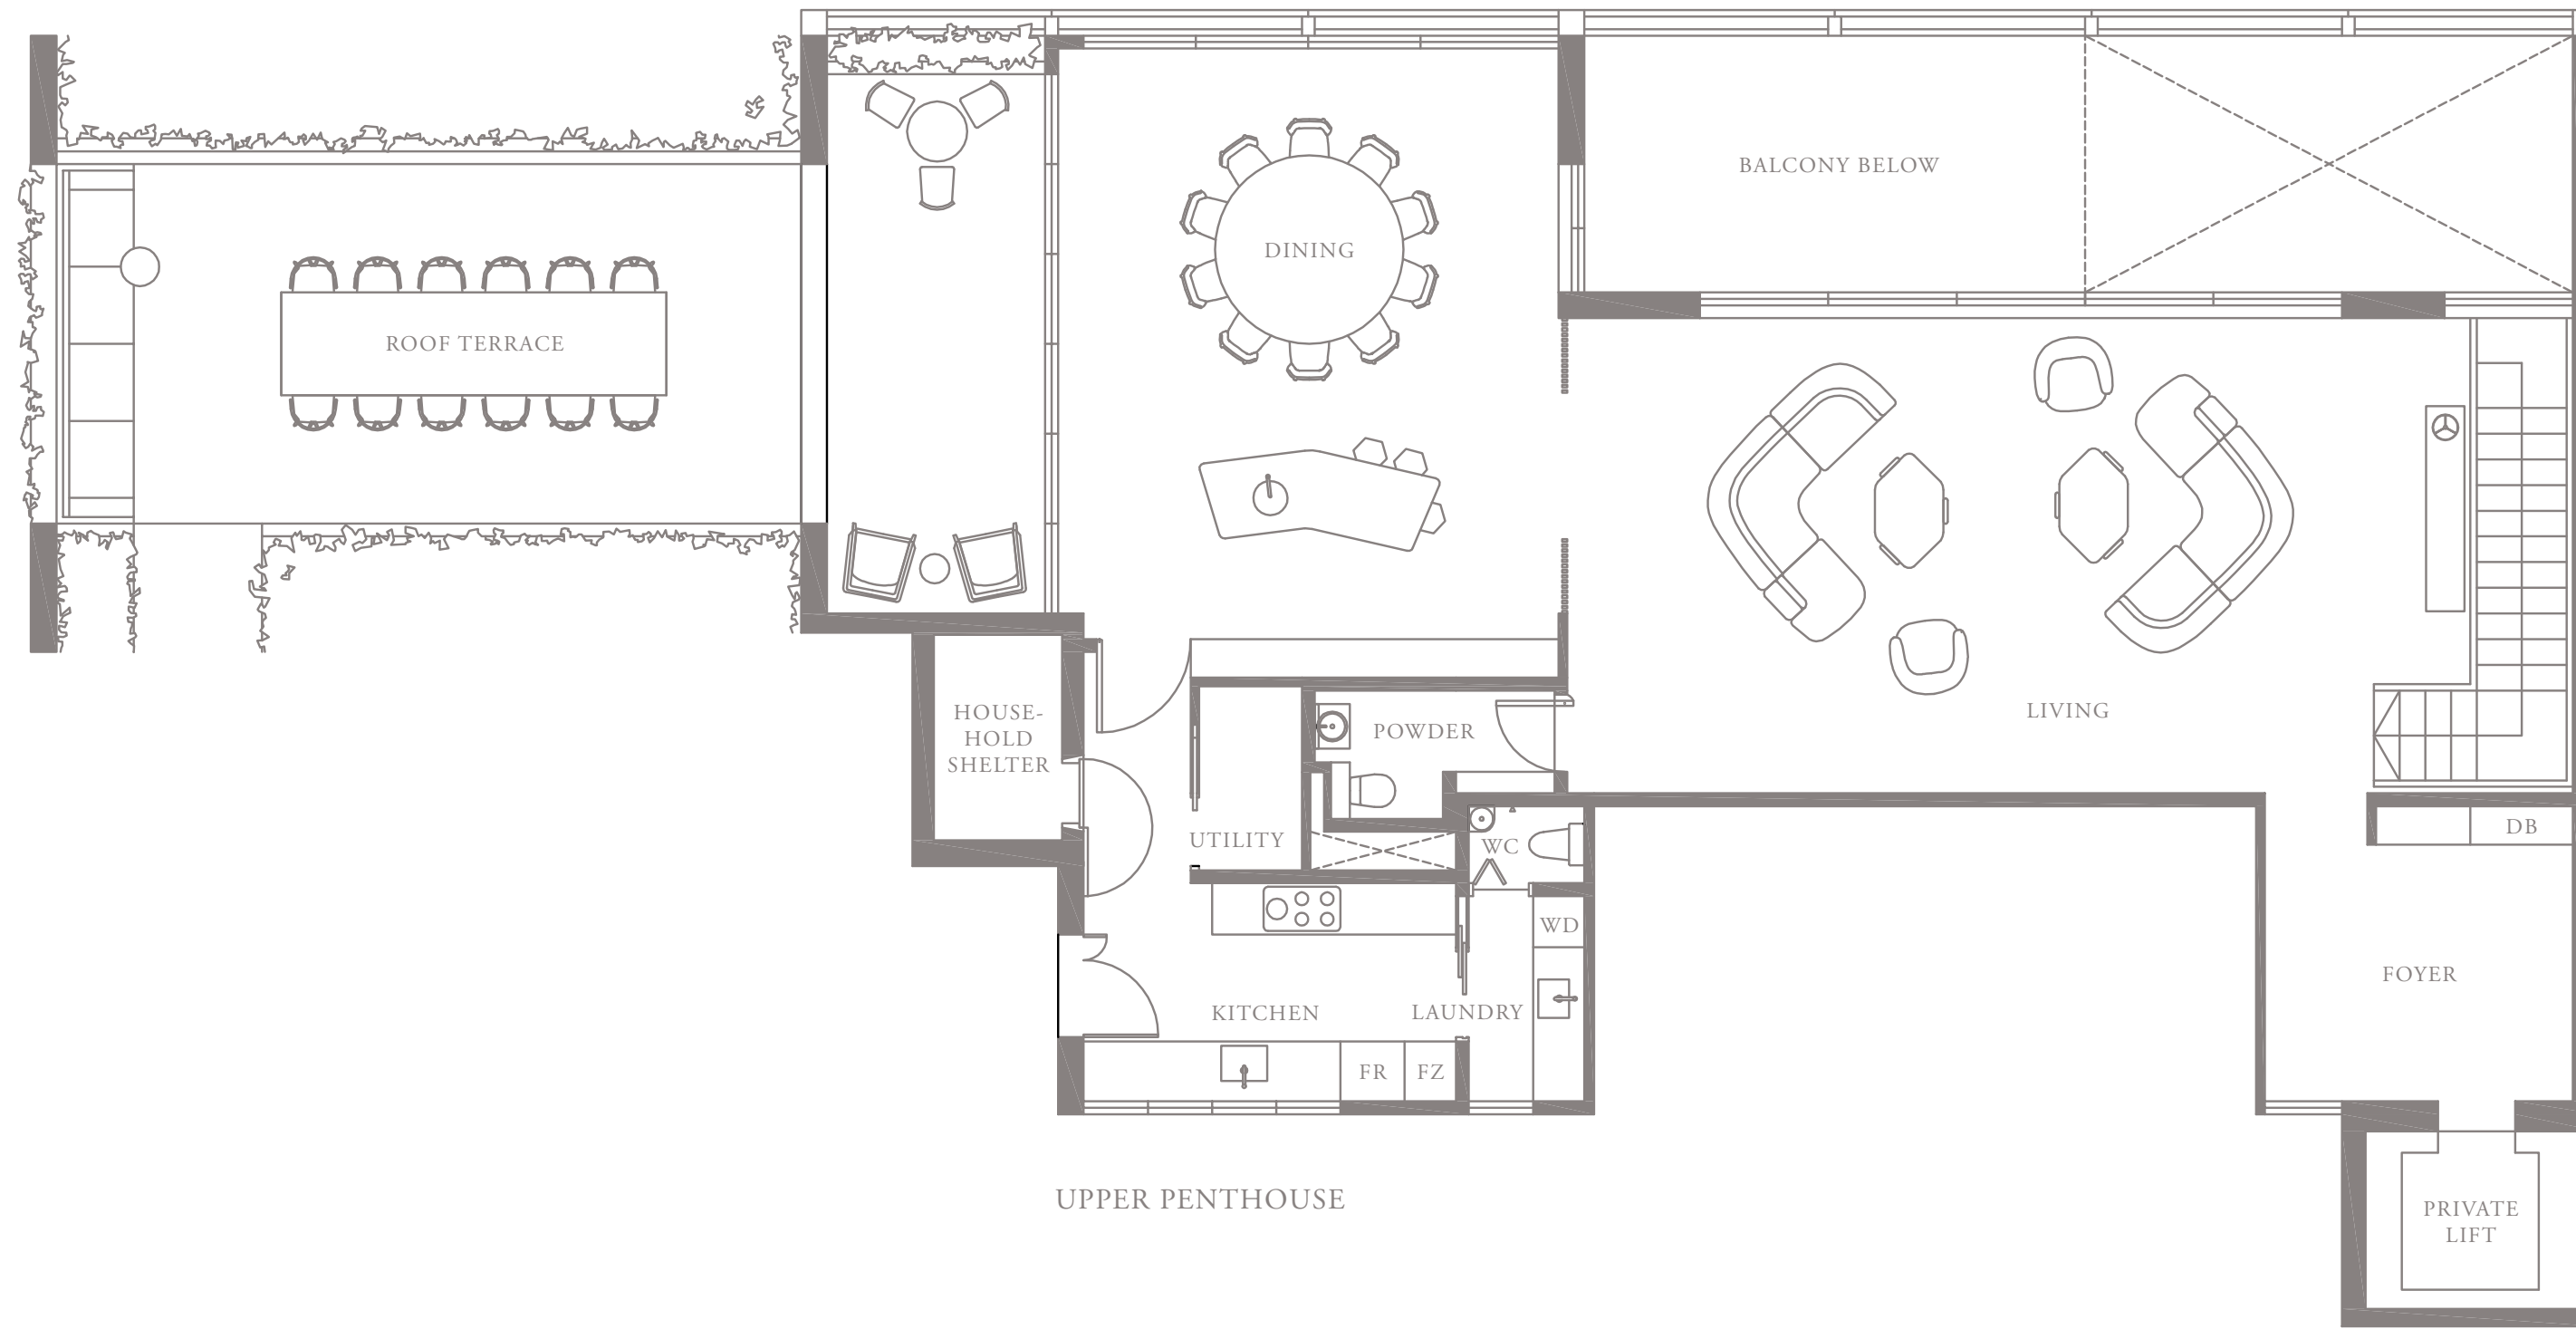 BALCONY BELOW
DINING
ROOF TERRACE
HOUSE-
HOLD
SHELTER
POWDER
LIVING
UTILITY
WC
DB
WD
FOYER
KITCHEN
LAUNDRY
FR
FZ
UPPER PENTHOUSE
PRIVATE
LIFT